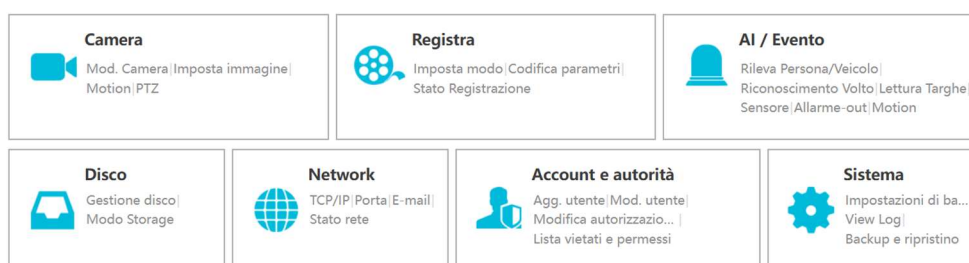 Camera
Mod. Camera|Imposta immagine|
Motion|PTZ
Registra
Imposta modo|Codifica parametri|
Stato Registrazione
AI / Evento
Rileva Persona/Veicolo|
Riconoscimento Volto|Lettura Targhe|
Sensore|Allarme-out|Motion
Disco
Gestione disco|
Modo Storage
Network
TCP/IP|Porta|E-mail|
Stato rete
Account e autorità
Agg. utente|Mod. utente|
Modifica autorizzazio... |
Lista vietati e permessi
Sistema
Impostazioni di ba...
View Log|
Backup e ripristino